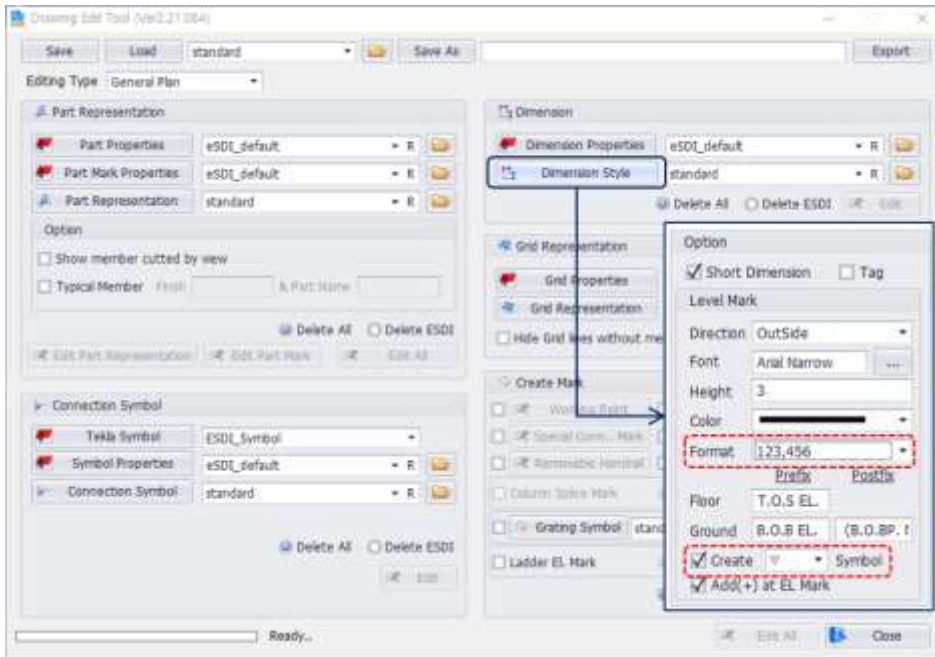 Drawing Edit Tool (Ver2.21.064)
Save Load standard Save As Export
Editing Type General Plan
Part Representation
Part Properties eSDI_default R
Part Mark Properties eSDI_default R
Part Representation standard R
Option
Show member cutted by view
Typical Member Finish & Part Name
Delete All Delete ESDI
Edit Part Representation Edit Part Mark Edit All
Connection Symbol
Tekla Symbol ESDI_Symbol
Symbol Properties eSDI_default R
Connection Symbol standard R
Delete All Delete ESDI
Edit
Dimension
Dimension Properties eSDI_default R
Dimension Style standard R
Delete All Delete ESDI Edit
Grid Representation
Grid Properties
Grid Representation
Hide Grid lines without me
Create Mark
Working Point
Special Conn.. Mark
Removable Handrail
Column Splice Mark
Grating Symbol stand
Ladder EL Mark
Option
Short Dimension Tag
Level Mark
Direction OutSide
Font Arial Narrow ...
Height 3
Color
Format 123,456
Prefix Postfix
Floor T.O.S EL.
Ground B.O.B EL. (B.O.BP.
Create Symbol
Add(+) at EL Mark
Ready..
Edit All Close